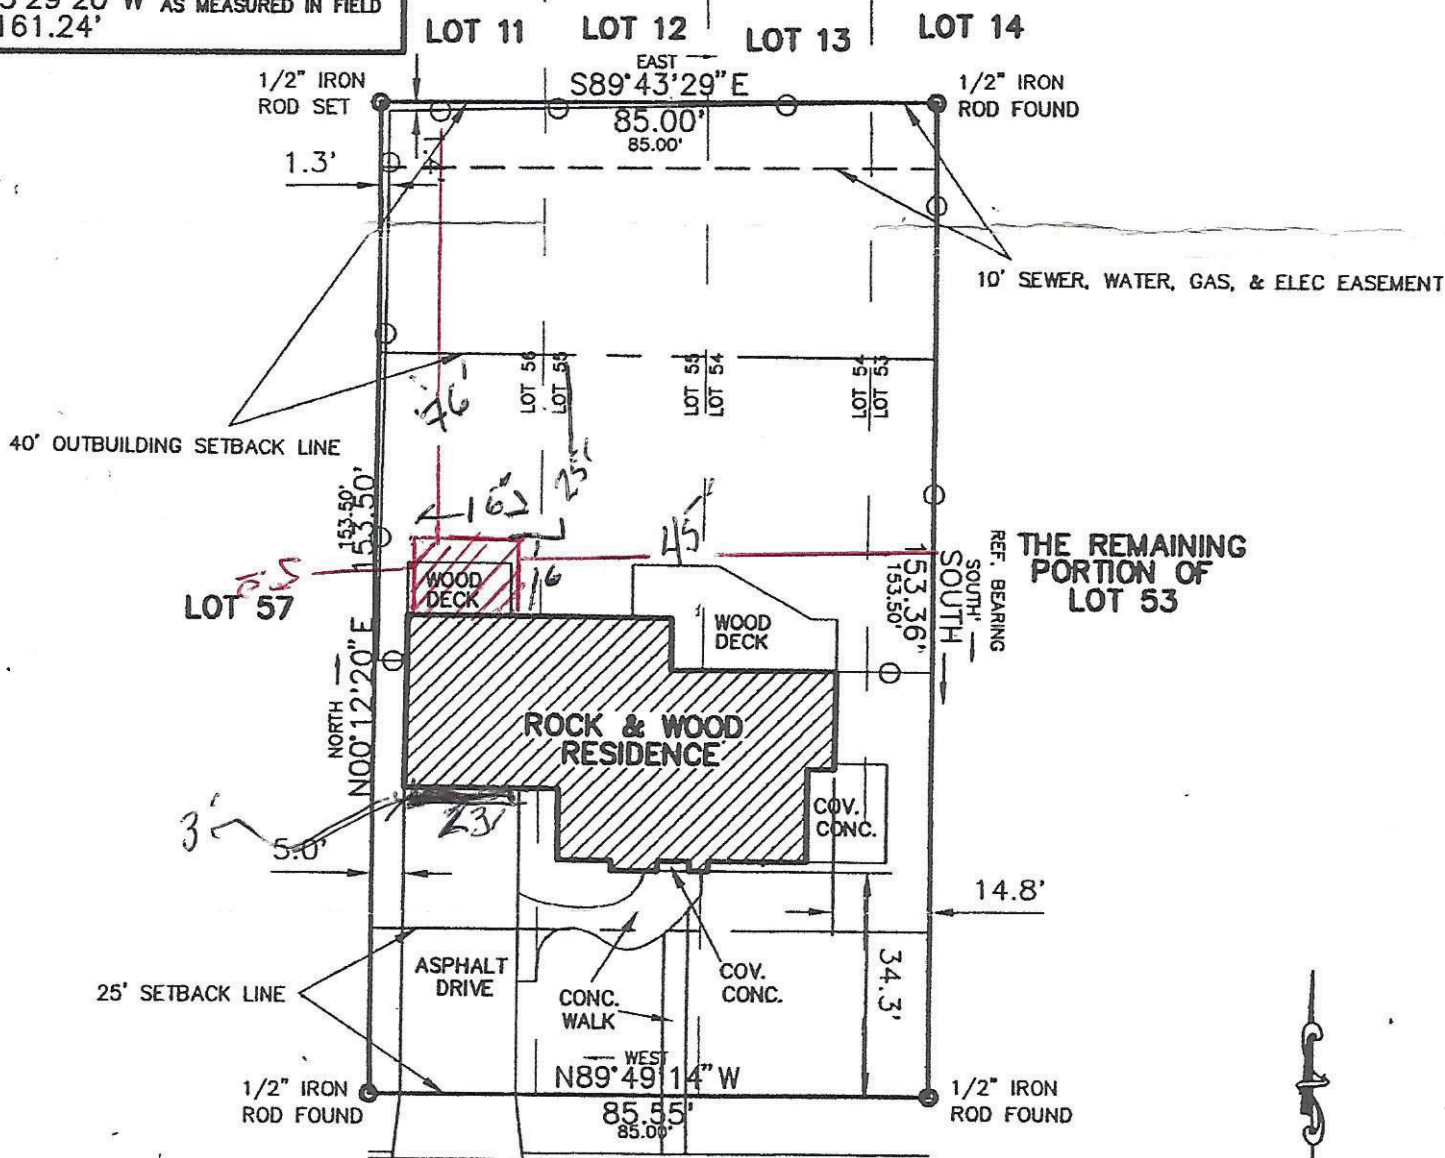 AS MEASURED IN FIELD
161.24'
LOT 11
LOT 12
LOT 13
LOT 14
EAST
S89°43'29"E
85.00'
85.00'
1/2" IRON
ROD SET
1/2" IRON
ROD FOUND
1.3'
10' SEWER, WATER, GAS, & ELEC EASEMENT
LOT 56
LOT 55
LOT 55
LOT 54
LOT 54
LOT 53
76'
40' OUTBUILDING SETBACK LINE
25'
16'
45'
16
153.50'
153.50'
WOOD
DECK
LOT 57
WOOD
DECK
153.36'
153.50'
SOUTH
SOUTH
REF. BEARING
THE REMAINING
PORTION OF
LOT 53
NORTH
N00°12'20"E
ROCK & WOOD
RESIDENCE
3'
23'
5.0'
COV.
CONC.
14.8'
34.3'
25' SETBACK LINE
ASPHALT
DRIVE
CONC.
WALK
COV.
CONC.
WEST
N89°49'14"W
85.55'
85.00'
1/2" IRON
ROD FOUND
1/2" IRON
ROD FOUND